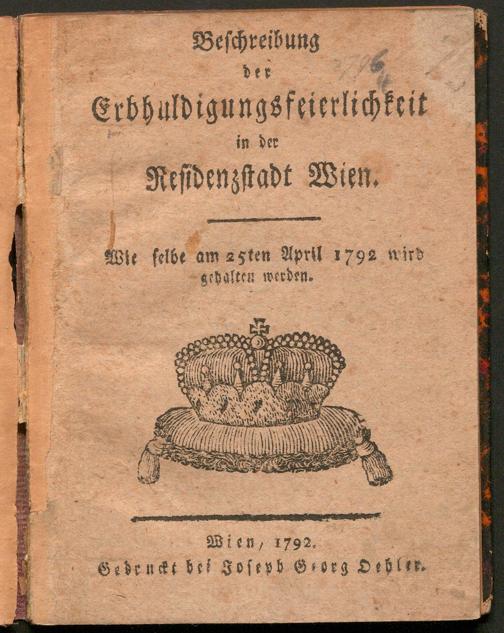 Beschreibung
der
Erbhuldigungsfeierlichkeit
in der
Residenzstadt Wien.
Wie selbe am 25ten April 1792 wird
gehalten werden.
Wien, 1792.
Gedruckt bei Joseph Georg Oehler.